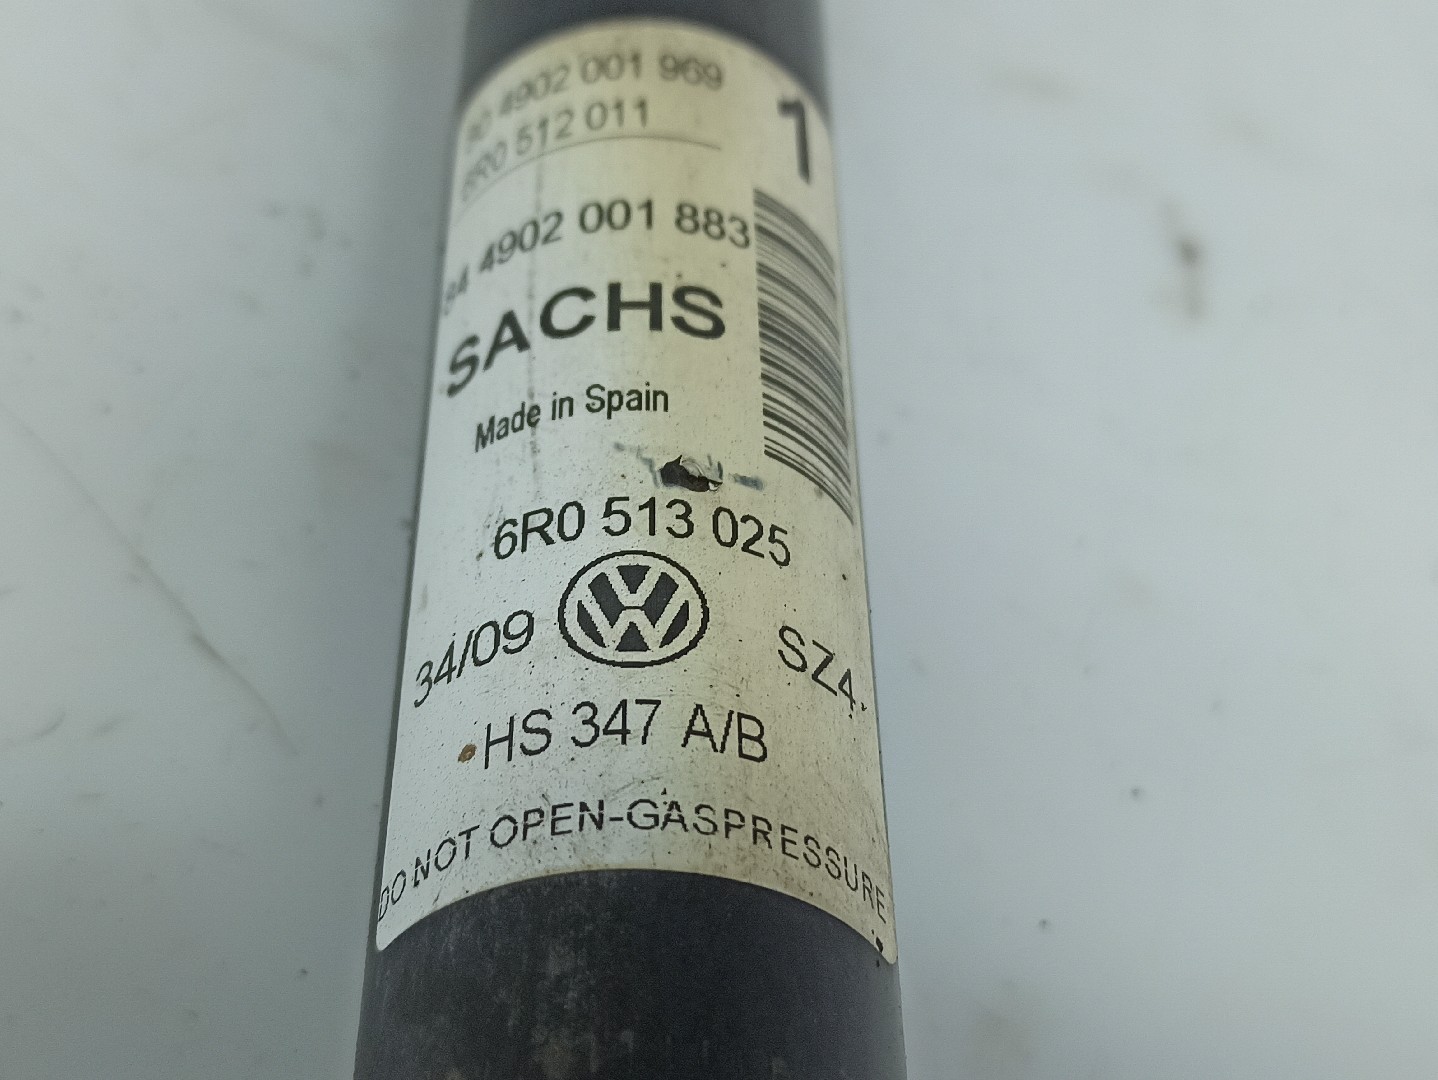 4902 001 969
1
6R0 512 011
4902 001 883
SACHS
Made in Spain
6R0 513 025
34/09 VW SZ4
HS 347 A/B
DO NOT OPEN-GASPRESSURE